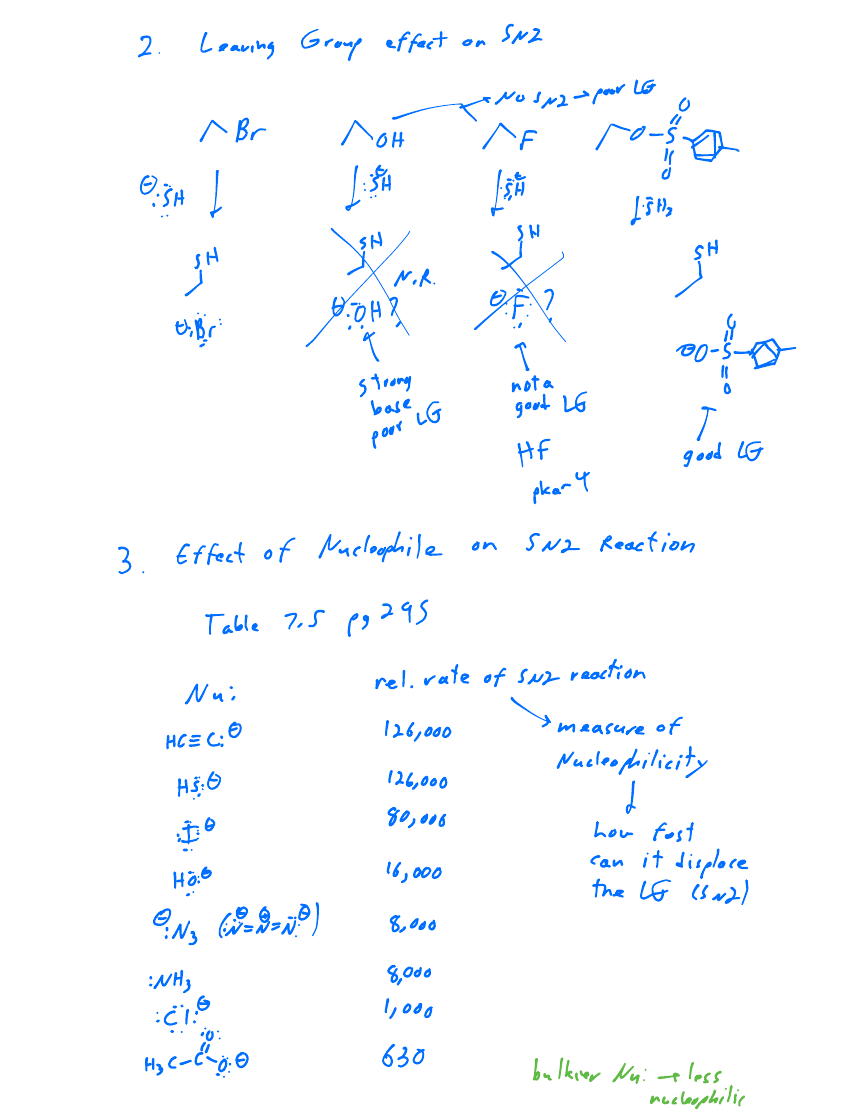 2. Leaving Group effect on SN2
No SN2 → poor LG
Br OH F O-S O O
⊖:SH :SH⊖ :SH⊖ :SH2
SH SH SH SH
N.R.
⊖:Br: ⊖:OH? ⊖:F:? ⊖O-S O O
strong
base
poor LG
not a
good LG
good LG
HF
pka~4
3. Effect of Nucleophile on SN2 Reaction
Table 7.5 pg 295
Nu: rel. rate of SN2 reaction
HC≡C:⊖ 126,000
measure of
Nucleophilicity
HS:⊖ 126,000
:I:⊖ 80,000
how fast
can it displace
the LG (SN2)
HO:⊖ 16,000
⊖:N3 (:N⊖=N⊕=N:⊖) 8,000
:NH3 8,000
:Cl:⊖ 1,000
H3C-C-O:⊖ :O: 630
bulkier Nu: → less
nucleophilic